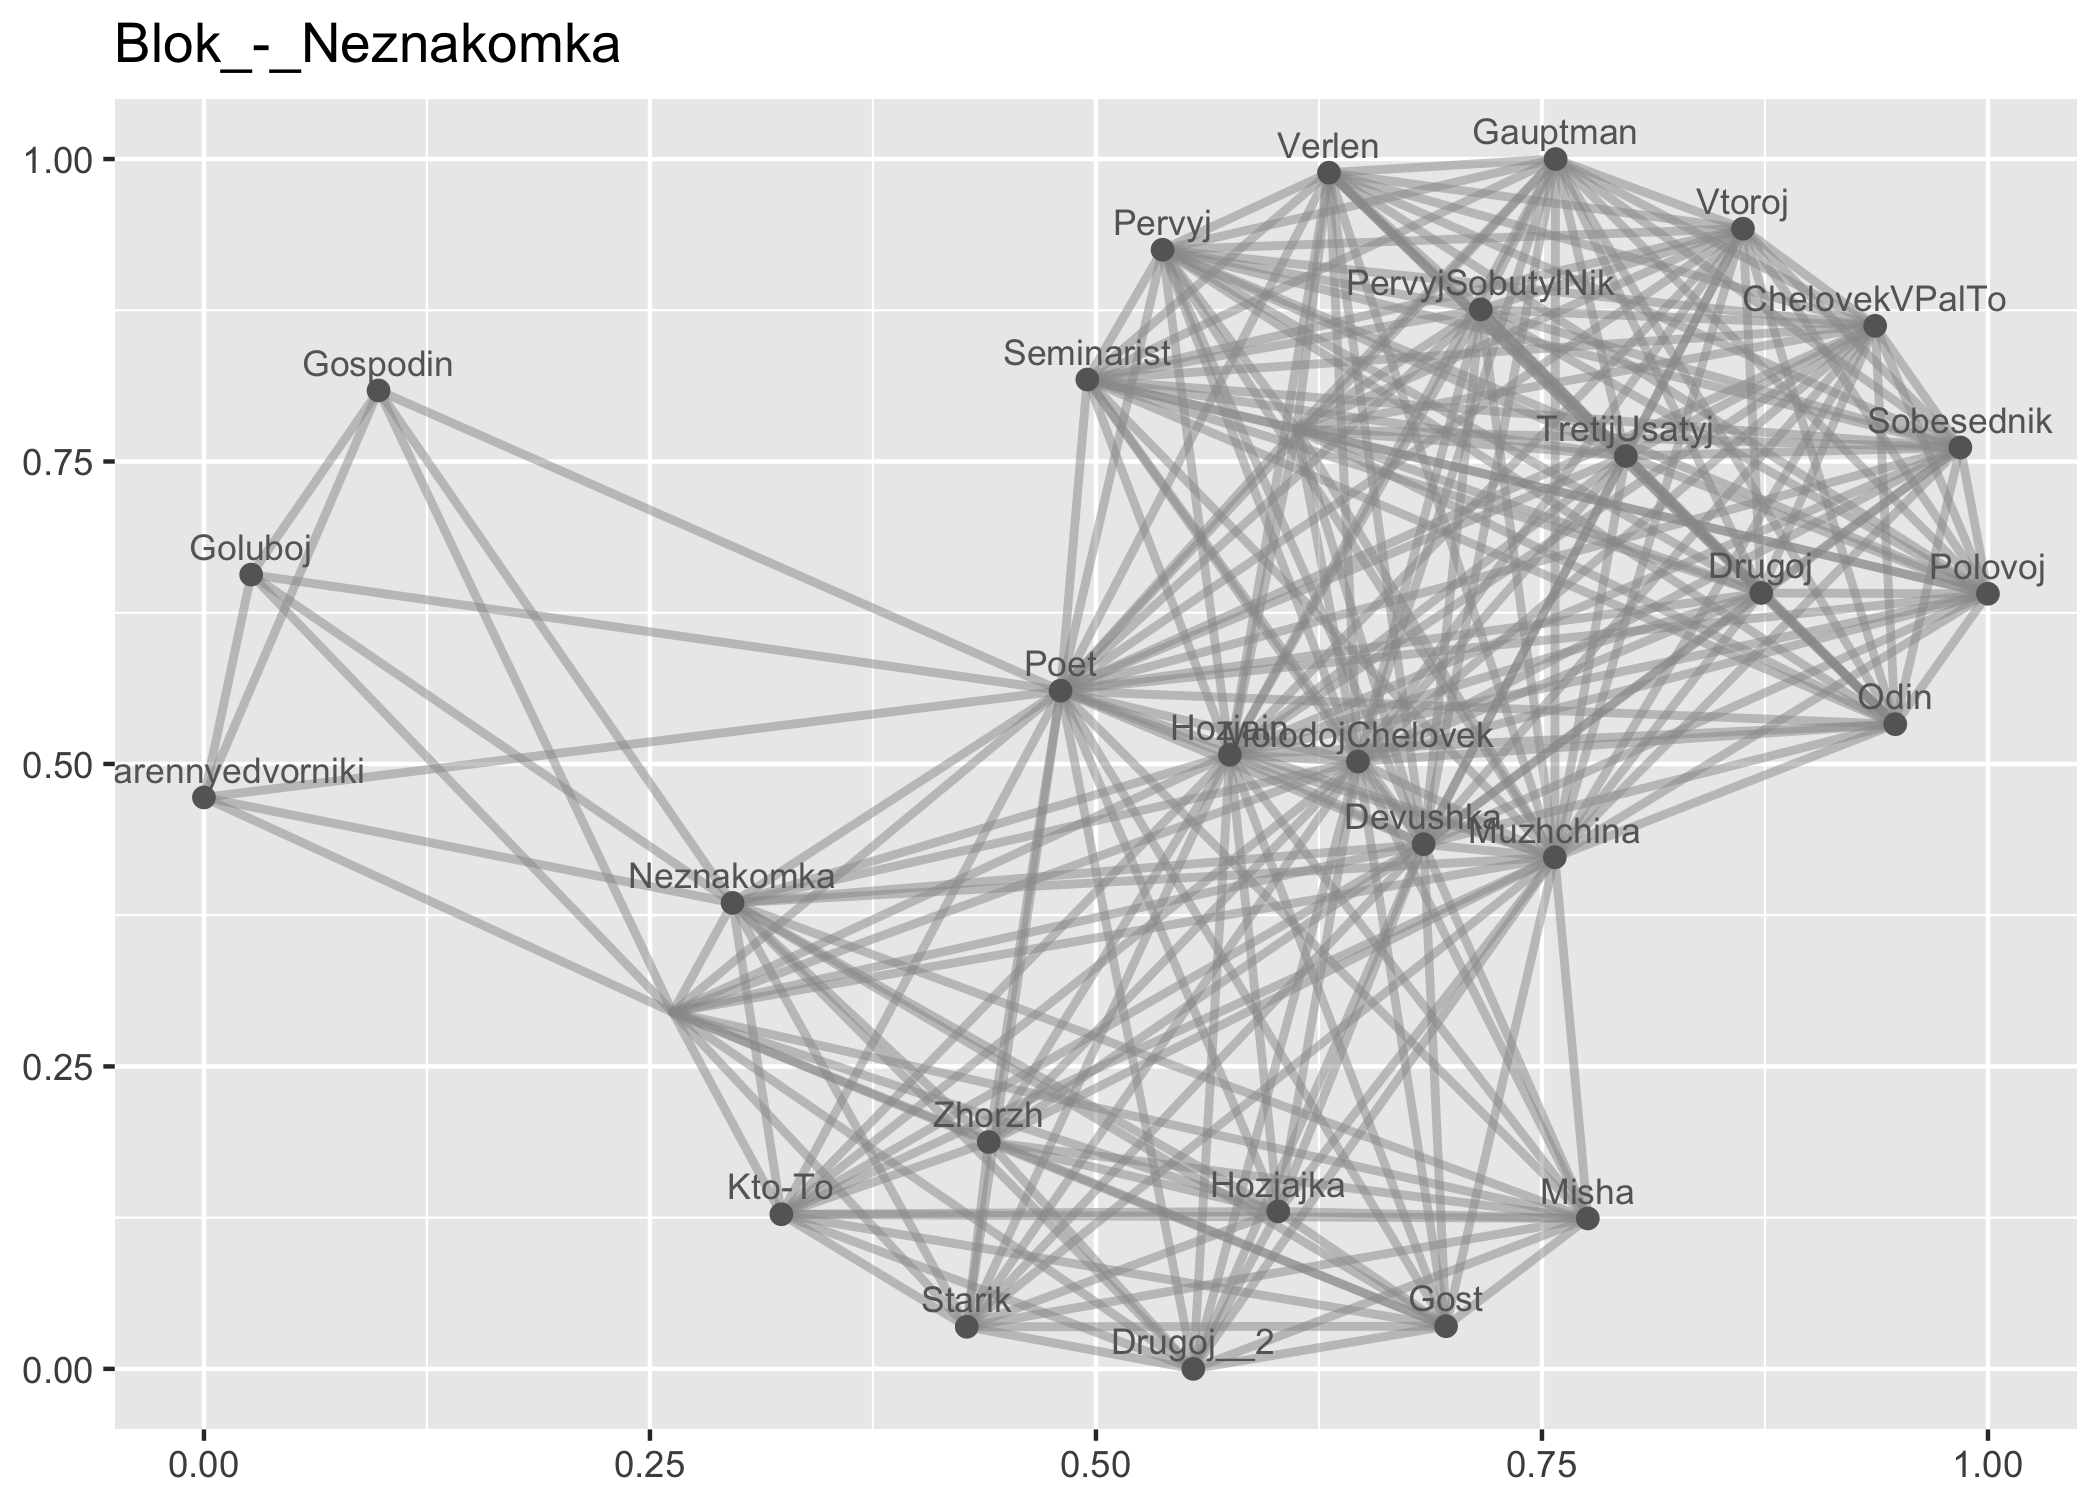 Blok_-_Neznakomka
Gauptman
Verlen
1.00
Vtoroj
Pervyj
PervyjSobutylNik
ChelovekVPalTo
Seminarist
Gospodin
Sobesednik
TretijUsatyj
0.75
Goluboj
Drugoj
Polovoj
Poet
Odin
Hozjain
MolodojChelovek
0.50
arennyedvorniki
Devushka
Muzhchina
Neznakomka
0.25
Zhorzh
Kto-To
Hozjajka
Misha
Starik
Gost
Drugoj__2
0.00
0.00 0.25 0.50 0.75 1.00